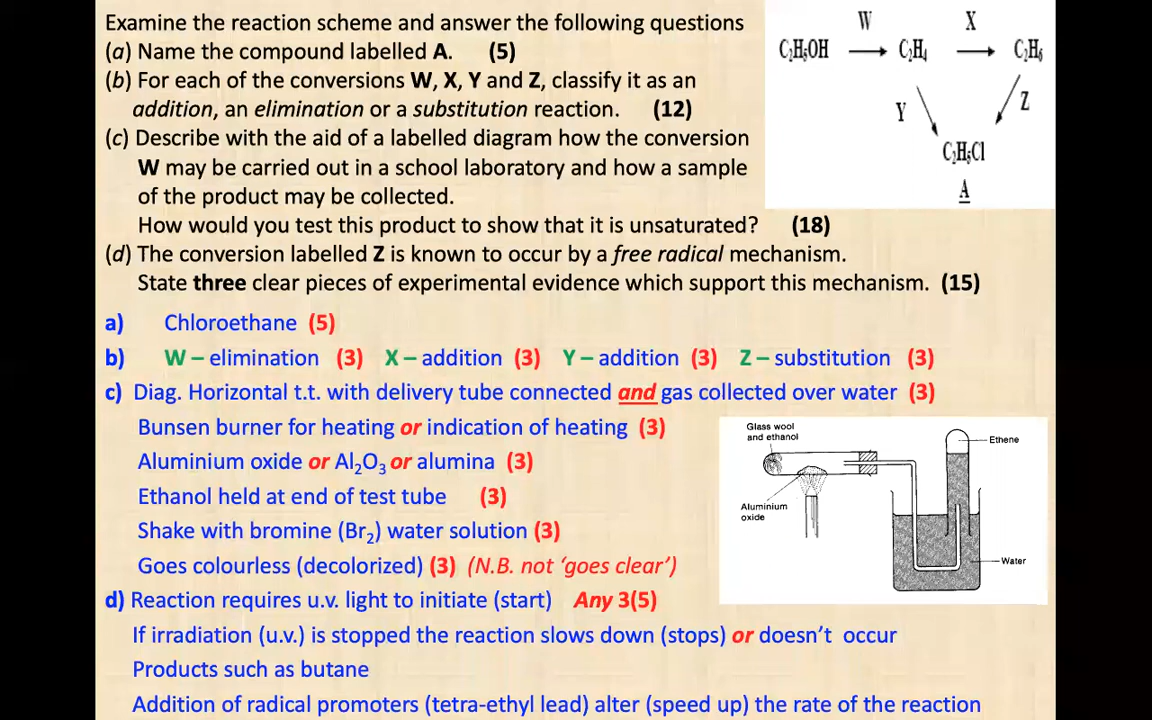 Examine the reaction scheme and answer the following questions
(a) Name the compound labelled A. (5)
(b) For each of the conversions W, X, Y and Z, classify it as an
addition, an elimination or a substitution reaction. (12)
(c) Describe with the aid of a labelled diagram how the conversion
W may be carried out in a school laboratory and how a sample
of the product may be collected.
How would you test this product to show that it is unsaturated? (18)
(d) The conversion labelled Z is known to occur by a free radical mechanism.
State three clear pieces of experimental evidence which support this mechanism. (15)
W X
C₂H₅OH C₂H₄ C₂H₆
Y Z
C₂H₅Cl
A
a) Chloroethane (5)
b) W – elimination (3) X – addition (3) Y – addition (3) Z – substitution (3)
c) Diag. Horizontal t.t. with delivery tube connected and gas collected over water (3)
Bunsen burner for heating or indication of heating (3)
Aluminium oxide or Al₂O₃ or alumina (3)
Ethanol held at end of test tube (3)
Shake with bromine (Br₂) water solution (3)
Goes colourless (decolorized) (3) (N.B. not ‘goes clear’)
Glass wool
and ethanol
Ethene
Aluminium
oxide
Water
d) Reaction requires u.v. light to initiate (start) Any 3(5)
If irradiation (u.v.) is stopped the reaction slows down (stops) or doesn’t occur
Products such as butane
Addition of radical promoters (tetra-ethyl lead) alter (speed up) the rate of the reaction